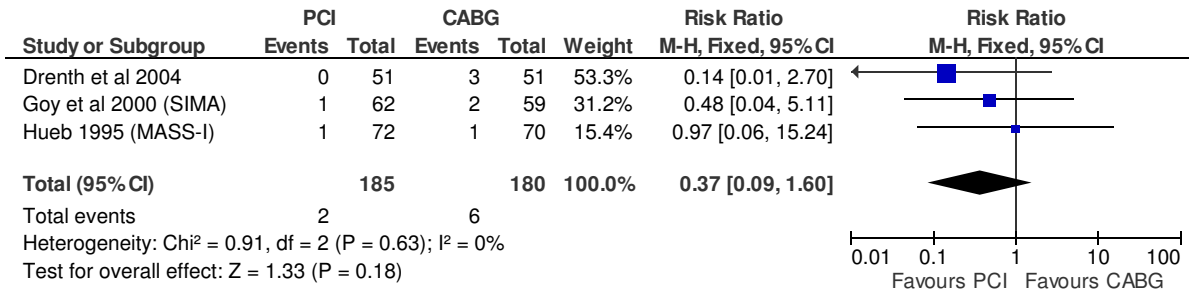 PCI CABG Risk Ratio Risk Ratio
Study or Subgroup Events Total Events Total Weight M-H, Fixed, 95% CI M-H, Fixed, 95% CI
Drenth et al 2004 0 51 3 51 53.3% 0.14 [0.01, 2.70]
Goy et al 2000 (SIMA) 1 62 2 59 31.2% 0.48 [0.04, 5.11]
Hueb 1995 (MASS-I) 1 72 1 70 15.4% 0.97 [0.06, 15.24]
Total (95% CI) 185 180 100.0% 0.37 [0.09, 1.60]
Total events 2 6
Heterogeneity: Chi² = 0.91, df = 2 (P = 0.63); I² = 0%
Test for overall effect: Z = 1.33 (P = 0.18)
0.01 0.1 1 10 100
Favours PCI Favours CABG